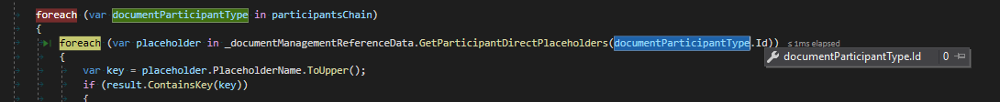 foreach (var documentParticipantType in participantsChain)
{
foreach (var placeholder in _documentManagementReferenceData.GetParticipantDirectPlaceholders(documentParticipantType.Id)) ≤ 1ms elapsed
{
documentParticipantType.Id 0
var key = placeholder.PlaceholderName.ToUpper();
if (result.ContainsKey(key))
{